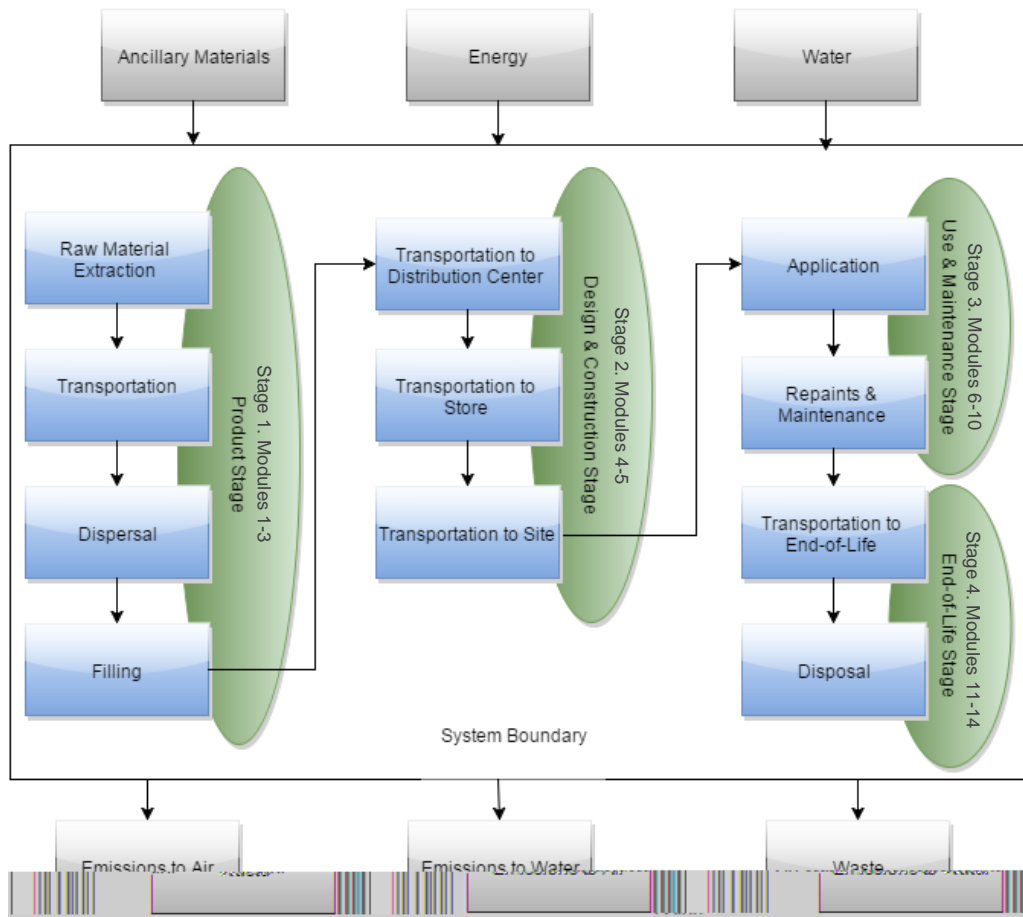 Ancillary Materials
Energy
Water
Raw Material
Extraction
Transportation
Dispersal
Filling
Stage 1. Modules 1-3
Product Stage
Transportation to
Distribution Center
Transportation to
Store
Transportation to Site
Stage 2. Modules 4-5
Design & Construction Stage
Application
Repaints &
Maintenance
Stage 3. Modules 6-10
Use & Maintenance Stage
Transportation to
End-of-Life
Disposal
Stage 4. Modules 11-14
End-of-Life Stage
System Boundary
Emissions to Air
Emissions to Water
Waste